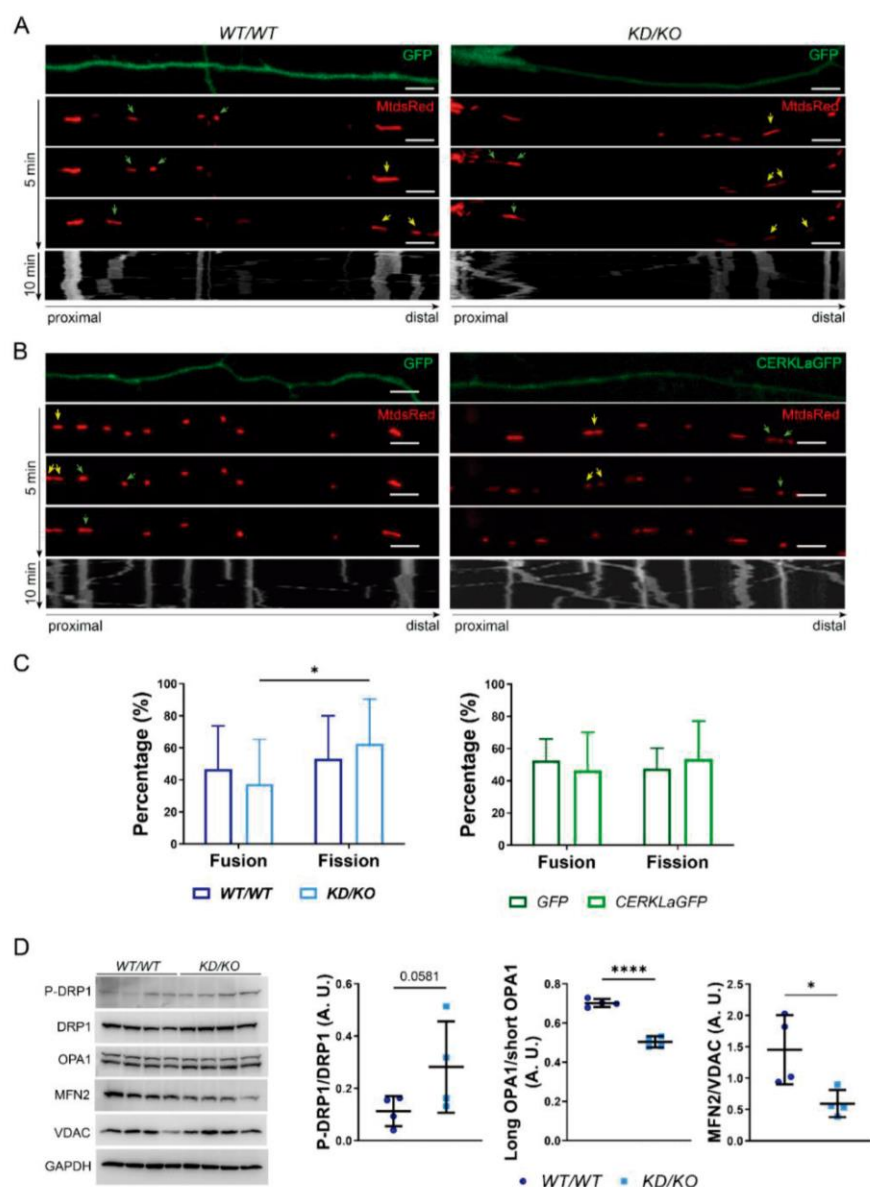 A
WT/WT KD/KO
GFP GFP
MtdsRed MtdsRed
5 min
10 min
proximal distal proximal distal
B
GFP CERKLaGFP
MtdsRed MtdsRed
5 min
10 min
proximal distal proximal distal
C
*
Percentage (%)
100
80
60
40
20
0
Fusion Fission
WT/WT KD/KO
Percentage (%)
100
80
60
40
20
0
Fusion Fission
GFP CERKLaGFP
D
WT/WT KD/KO
P-DRP1
DRP1
OPA1
MFN2
VDAC
GAPDH
P-DRP1/DRP1 (A. U.)
0.0581
0.6
0.4
0.2
0.0
Long OPA1/short OPA1
(A. U.)
****
0.8
0.6
0.4
0.2
0.0
MFN2/VDAC (A. U.)
*
2.5
2.0
1.5
1.0
0.5
0.0
WT/WT KD/KO